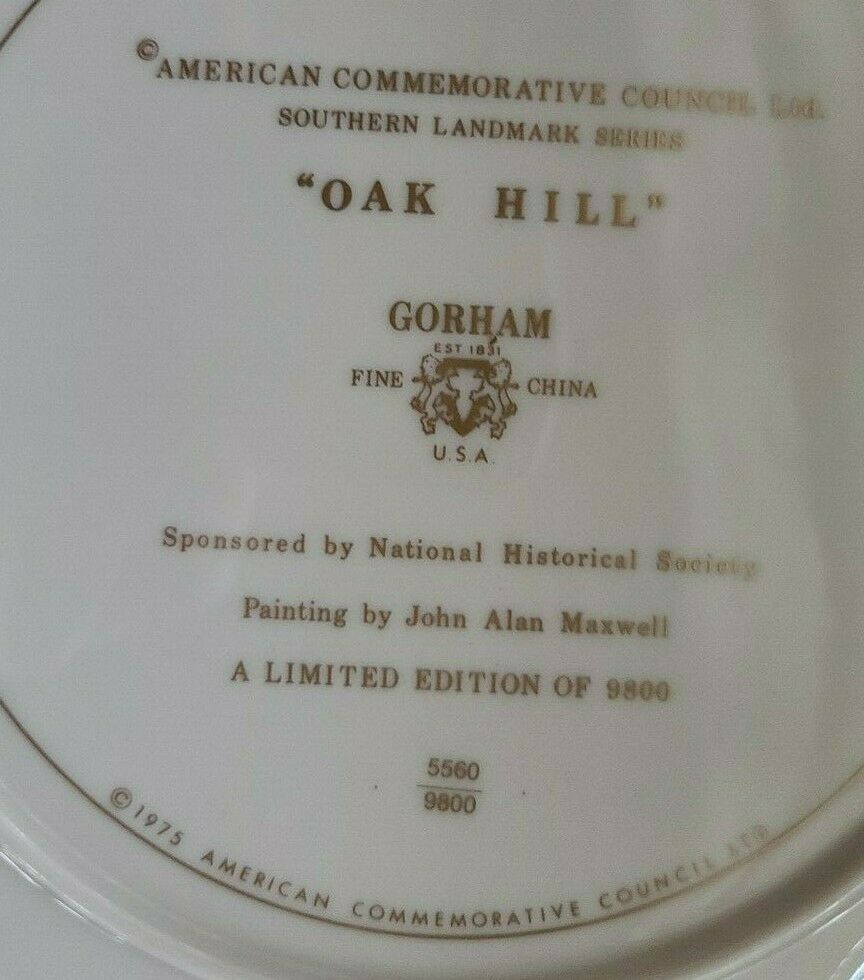 © AMERICAN COMMEMORATIVE COUNCIL Ltd.
SOUTHERN LANDMARK SERIES
"OAK HILL"
GORHAM
EST 1831
FINE CHINA
U.S.A.
Sponsored by National Historical Society
Painting by John Alan Maxwell
A LIMITED EDITION OF 9800
5560
9800
© 1975 AMERICAN COMMEMORATIVE COUNCIL LTD